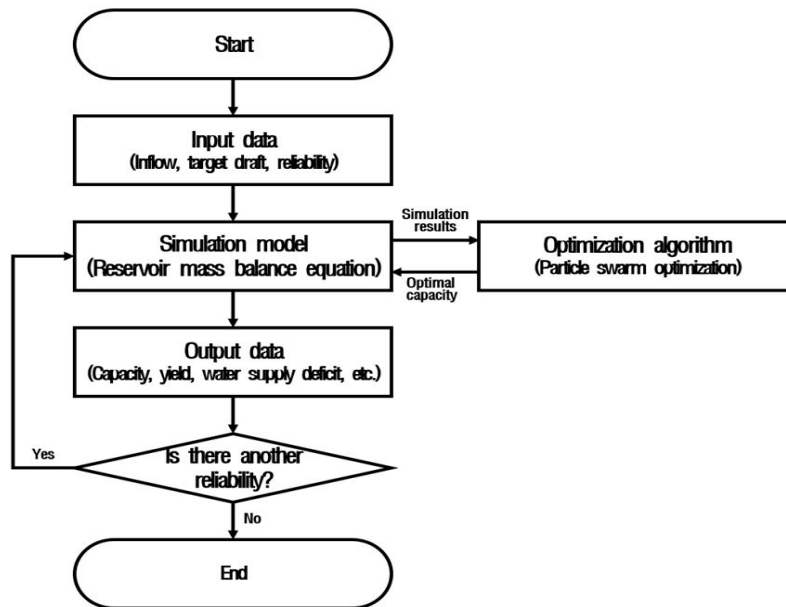 Start
Input data
(Inflow, target draft, reliability)
Simulation model
(Reservoir mass balance equation)
Simulation
results
Optimization algorithm
(Particle swarm optimization)
Optimal
capacity
Output data
(Capacity, yield, water supply deficit, etc.)
Is there another
reliability?
Yes
No
End